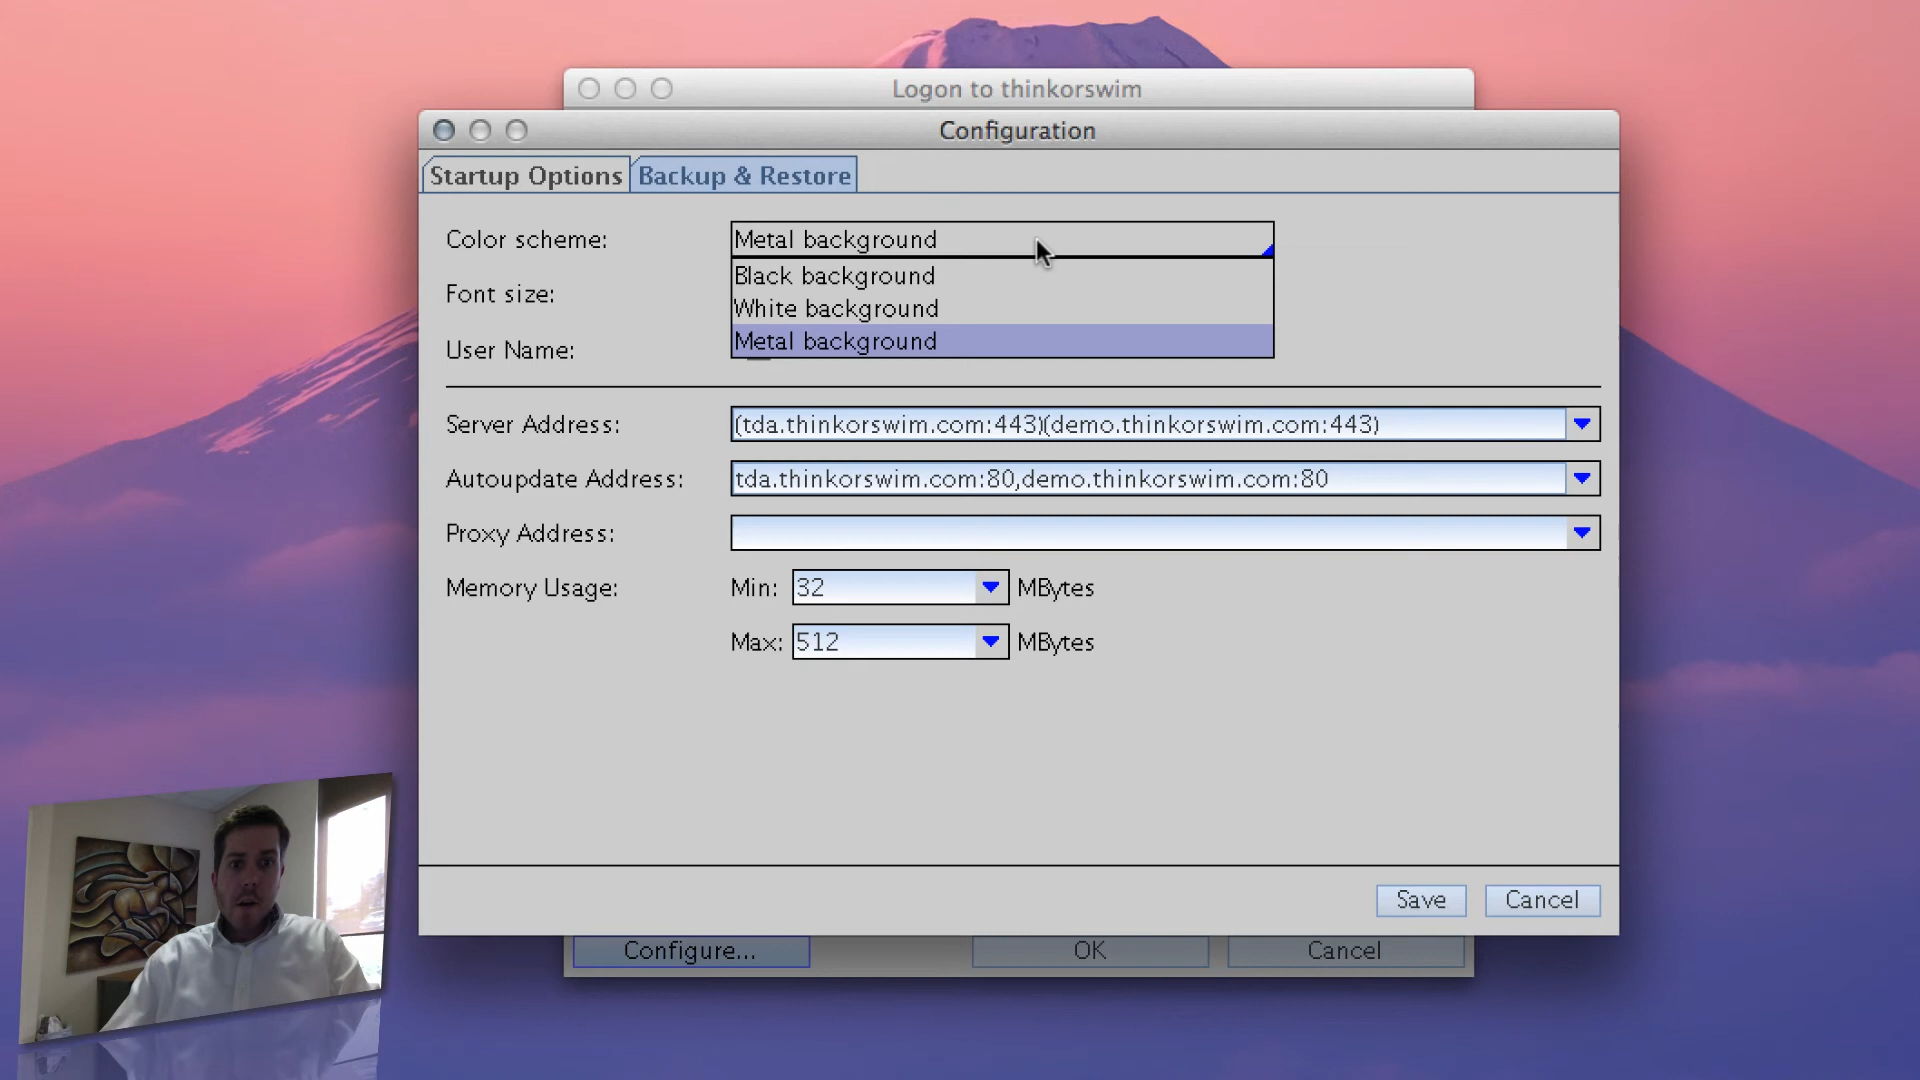 Logon to thinkorswim
Configuration
Startup Options Backup & Restore
Color scheme: Metal background
Black background
Font size:
White background
Metal background
User Name:
Server Address: (tda.thinkorswim.com:443)(demo.thinkorswim.com:443)
Autoupdate Address: tda.thinkorswim.com:80,demo.thinkorswim.com:80
Proxy Address:
Memory Usage: Min: 32 MBytes
Max: 512 MBytes
Save Cancel
Configure... OK Cancel